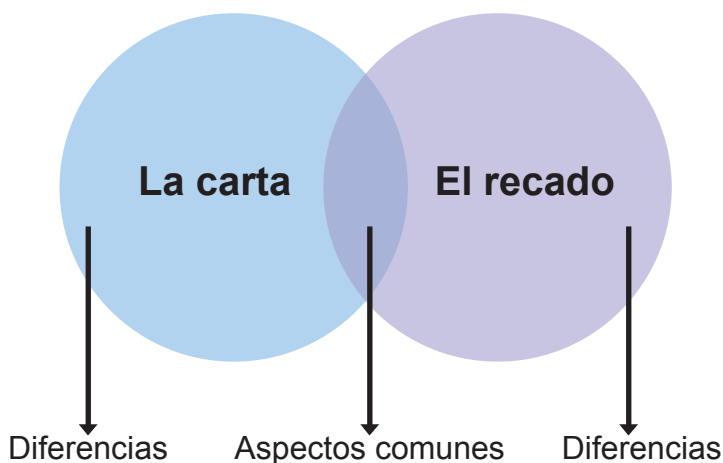 La carta
El recado
Diferencias
Aspectos comunes
Diferencias